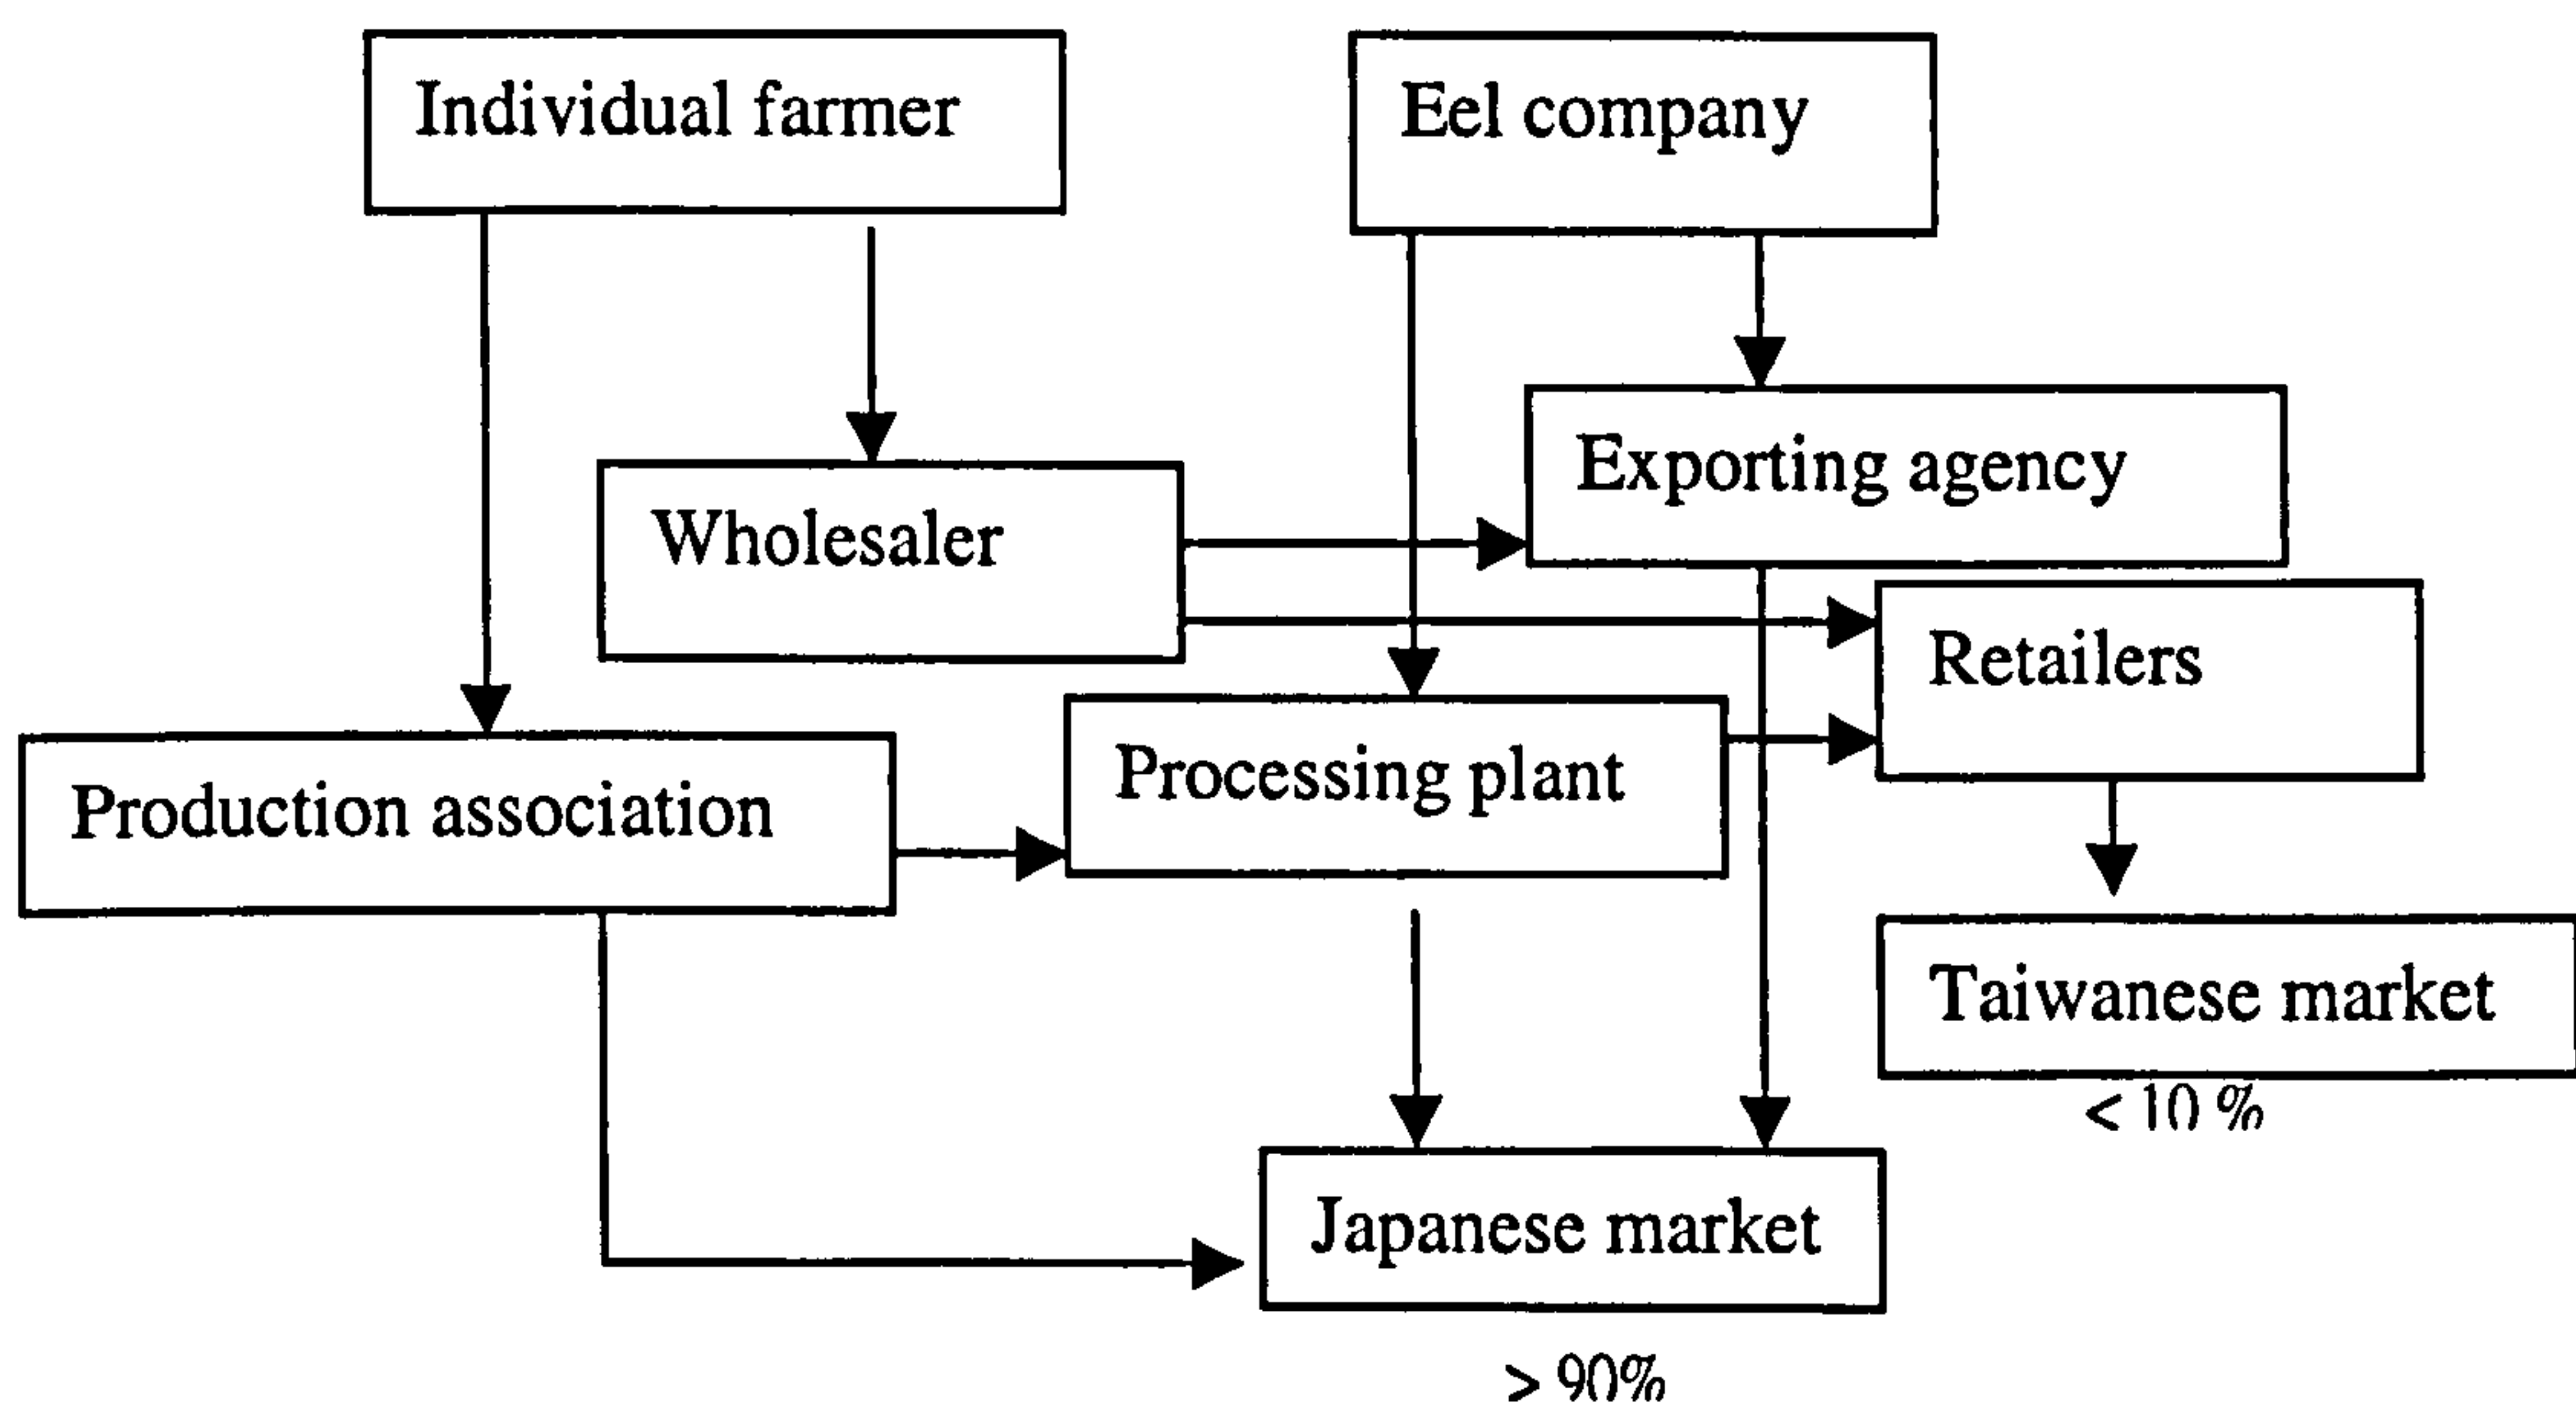 Individual farmer
Eel company
Exporting agency
Wholesaler
Retailers
Processing plant
Production association
Taiwanese market
< 10 %
Japanese market
> 90%